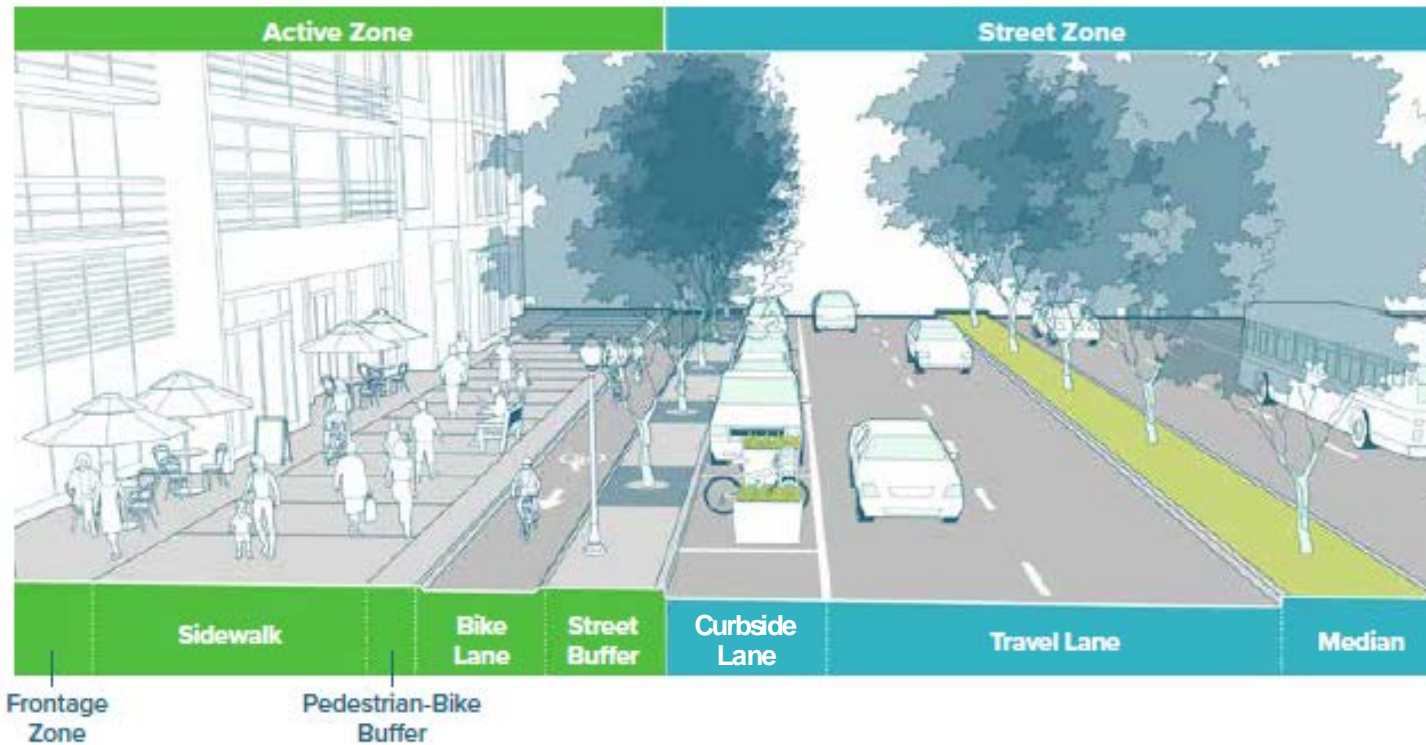 Active Zone
Street Zone
Sidewalk
Bike
Lane
Street
Buffer
Curbside
Lane
Travel Lane
Median
Frontage
Zone
Pedestrian-Bike
Buffer